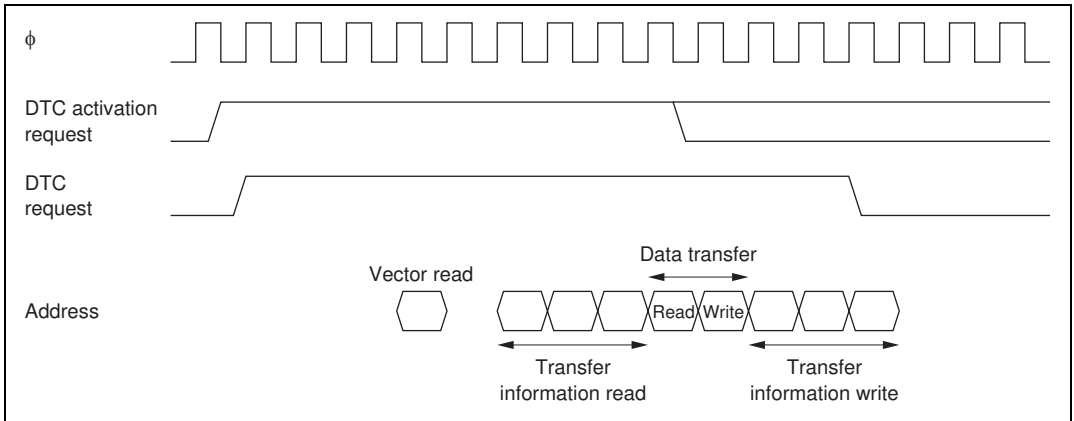 ϕ
DTC activation
request
DTC
request
Data transfer
Vector read
Address
Read
Write
Transfer
information read
Transfer
information write